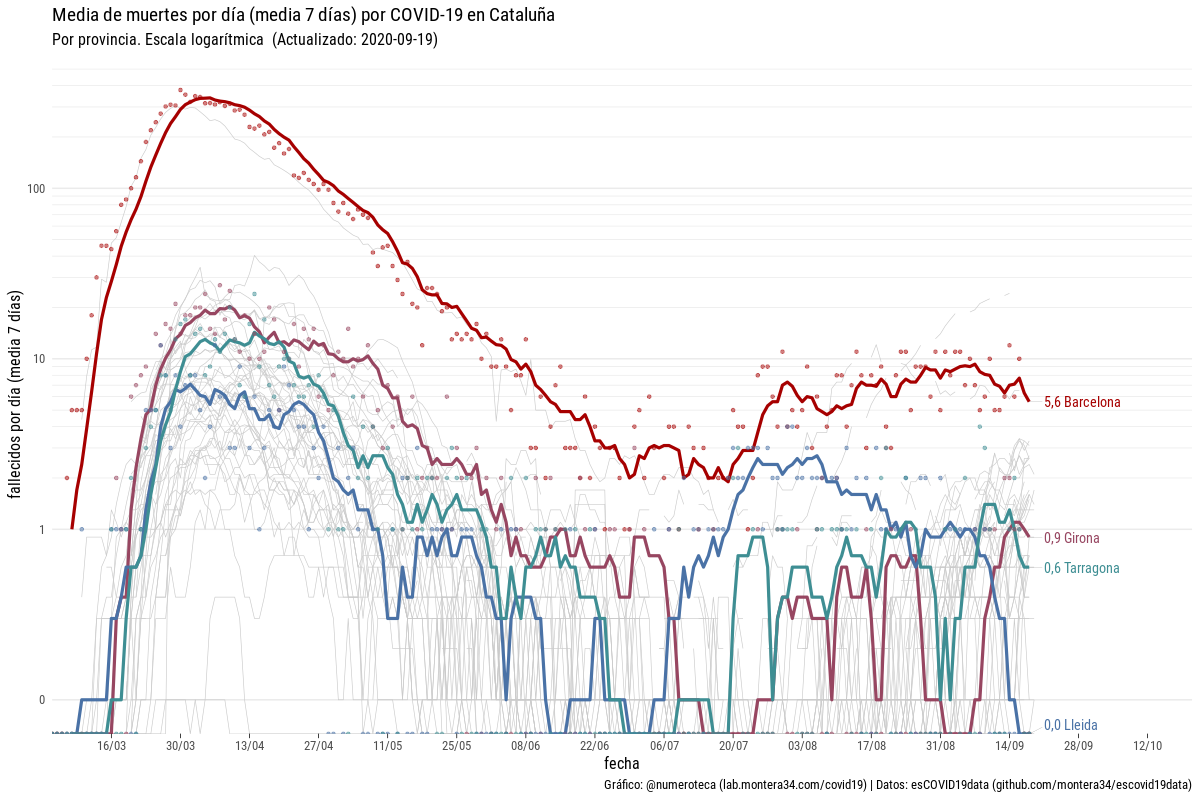 Media de muertes por día (media 7 días) por COVID-19 en Cataluña
Por provincia. Escala logarítmica  (Actualizado: 2020-09-19)
fallecidos por día (media  7 días)
100
10
1
0
5,6 Barcelona
0,9 Girona
0,6 Tarragona
0,0 Lleida
16/03 30/03 13/04 27/04 11/05 25/05 08/06 22/06 06/07 20/07 03/08 17/08 31/08 14/09 28/09 12/10
fecha
Gráfico: @numeroteca (lab.montera34.com/covid19) | Datos: esCOVID19data (github.com/montera34/escovid19data)